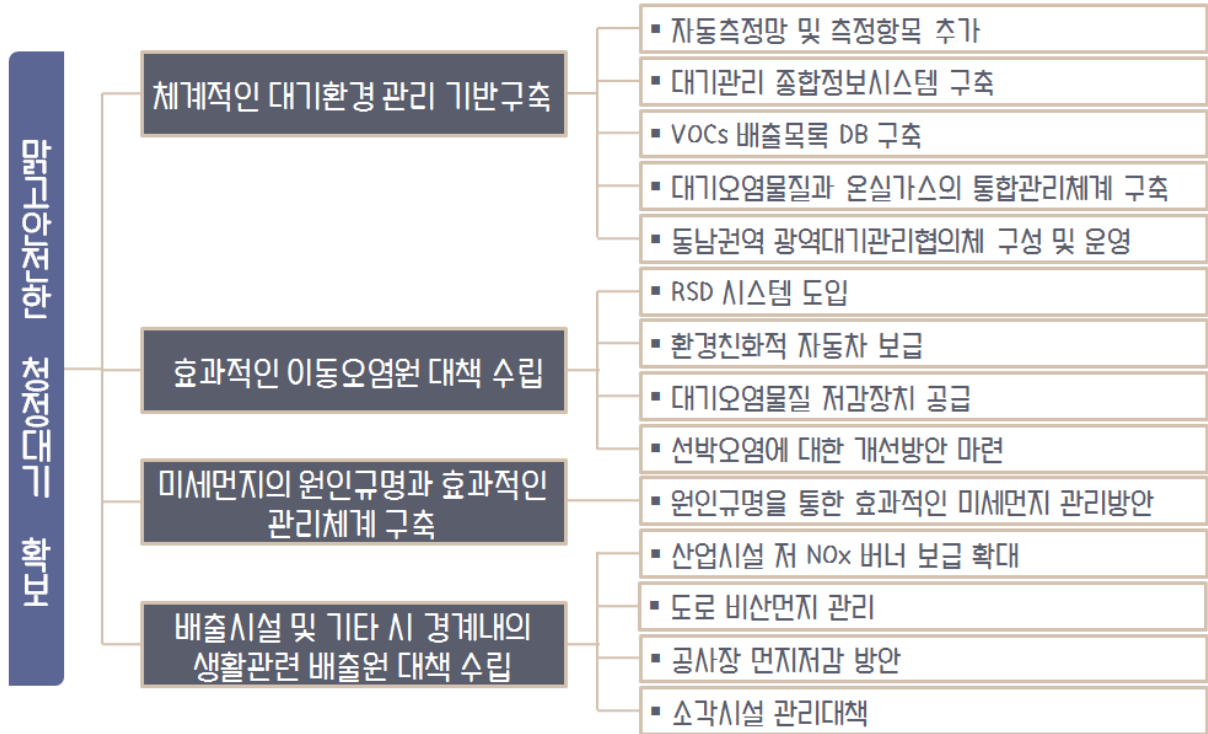 맑고안전한 청정대기 확보
체계적인 대기환경 관리 기반구축
▪ 자동측정망 및 측정항목 추가
▪ 대기관리 종합정보시스템 구축
▪ VOCs 배출목록 DB 구축
▪ 대기오염물질과 온실가스의 통합관리체계 구축
▪ 동남권역 광역대기관리협의체 구성 및 운영
효과적인 이동오염원 대책 수립
▪ RSD 시스템 도입
▪ 환경친화적 자동차 보급
▪ 대기오염물질 저감장치 공급
▪ 선박오염에 대한 개선방안 마련
미세먼지의 원인규명과 효과적인
관리체계 구축
▪ 원인규명을 통한 효과적인 미세먼지 관리방안
배출시설 및 기타 시 경계내의
생활관련 배출원 대책 수립
▪ 산업시설 저 NOx 버너 보급 확대
▪ 도로 비산먼지 관리
▪ 공사장 먼지저감 방안
▪ 소각시설 관리대책